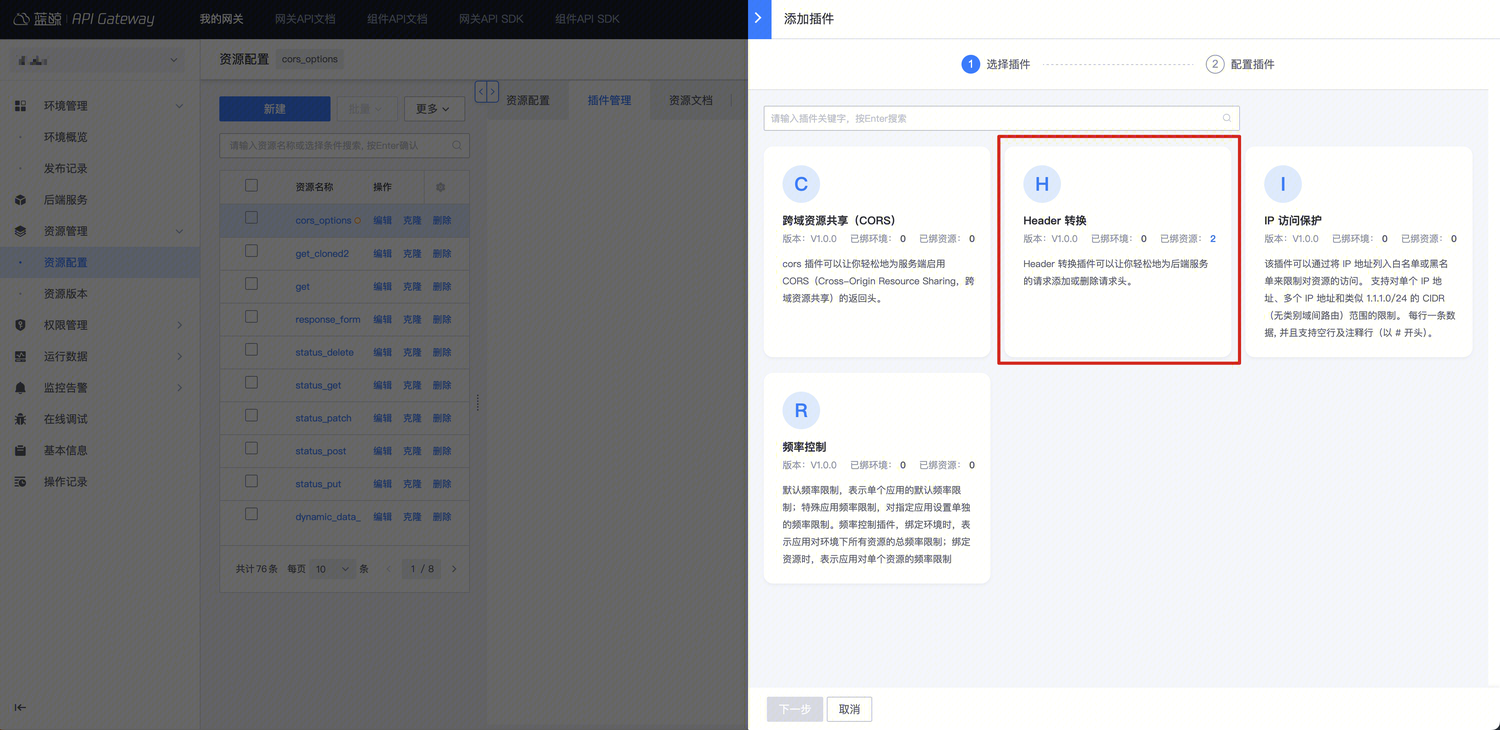 蓝鲸 | API Gateway
我的网关
网关API文档
组件API文档
网关API SDK
组件API SDK
环境管理
环境概览
发布记录
后端服务
资源管理
资源配置
资源版本
权限管理
运行数据
监控告警
在线调试
基本信息
操作记录
资源配置
cors_options
新建
批量
更多
请输入资源名称或选择条件搜索, 按Enter确认
资源名称 操作
cors_options 编辑 克隆 删除
get_cloned2 编辑 克隆 删除
get 编辑 克隆 删除
response_form 编辑 克隆 删除
status_delete 编辑 克隆 删除
status_get 编辑 克隆 删除
status_patch 编辑 克隆 删除
status_post 编辑 克隆 删除
status_put 编辑 克隆 删除
dynamic_data_ 编辑 克隆 删除
共计76条 每页 10 条 1 / 8
资源配置
插件管理
资源文档
添加插件
1 选择插件
2 配置插件
请输入插件关键字，按Enter搜索
C
跨域资源共享（CORS）
版本：V1.0.0 已绑环境： 0 已绑资源： 0
cors 插件可以让你轻松地为服务端启用
CORS（Cross-Origin Resource Sharing，跨
域资源共享）的返回头。
H
Header 转换
版本：V1.0.0 已绑环境： 0 已绑资源： 2
Header 转换插件可以让你轻松地为后端服务
的请求添加或删除请求头。
I
IP 访问保护
版本：V1.0.0 已绑环境： 0 已绑资源： 0
该插件可以通过将 IP 地址列入白名单或黑名
单来限制对资源的访问。 支持对单个 IP 地
址、多个 IP 地址和类似 1.1.1.0/24 的 CIDR
（无类别域间路由）范围的限制。 每行一条数
据, 并且支持空行及注释行（以 # 开头）。
R
频率控制
版本：V1.0.0 已绑环境： 0 已绑资源： 0
默认频率限制，表示单个应用的默认频率限
制；特殊应用频率限制，对指定应用设置单独
的频率限制。频率控制插件，绑定环境时，表
示应用对环境下所有资源的总频率限制；绑定
资源时，表示应用对单个资源的频率限制
下一步
取消